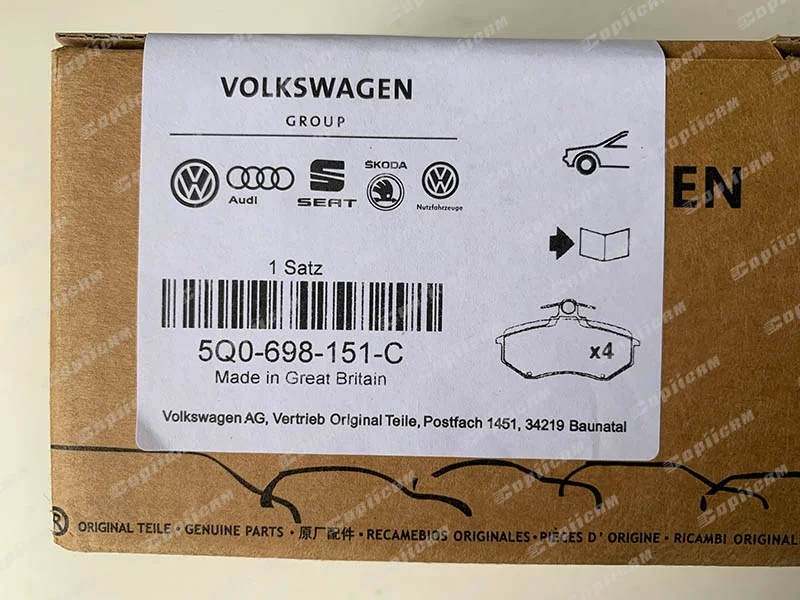 VOLKSWAGEN
GROUP
Audi
SEAT
ŠKODA
Nutzfahrzeuge
EN
1 Satz
5Q0-698-151-C
Made in Great Britain
x4
Volkswagen AG, Vertrieb Original Teile, Postfach 1451, 34219 Baunatal
® ORIGINAL TEILE · GENUINE PARTS · 原厂配件 · RECAMBIOS ORIGINALES · PIÈCES D' ORIGINE · RICAMBI ORIGINAL
Copiicam